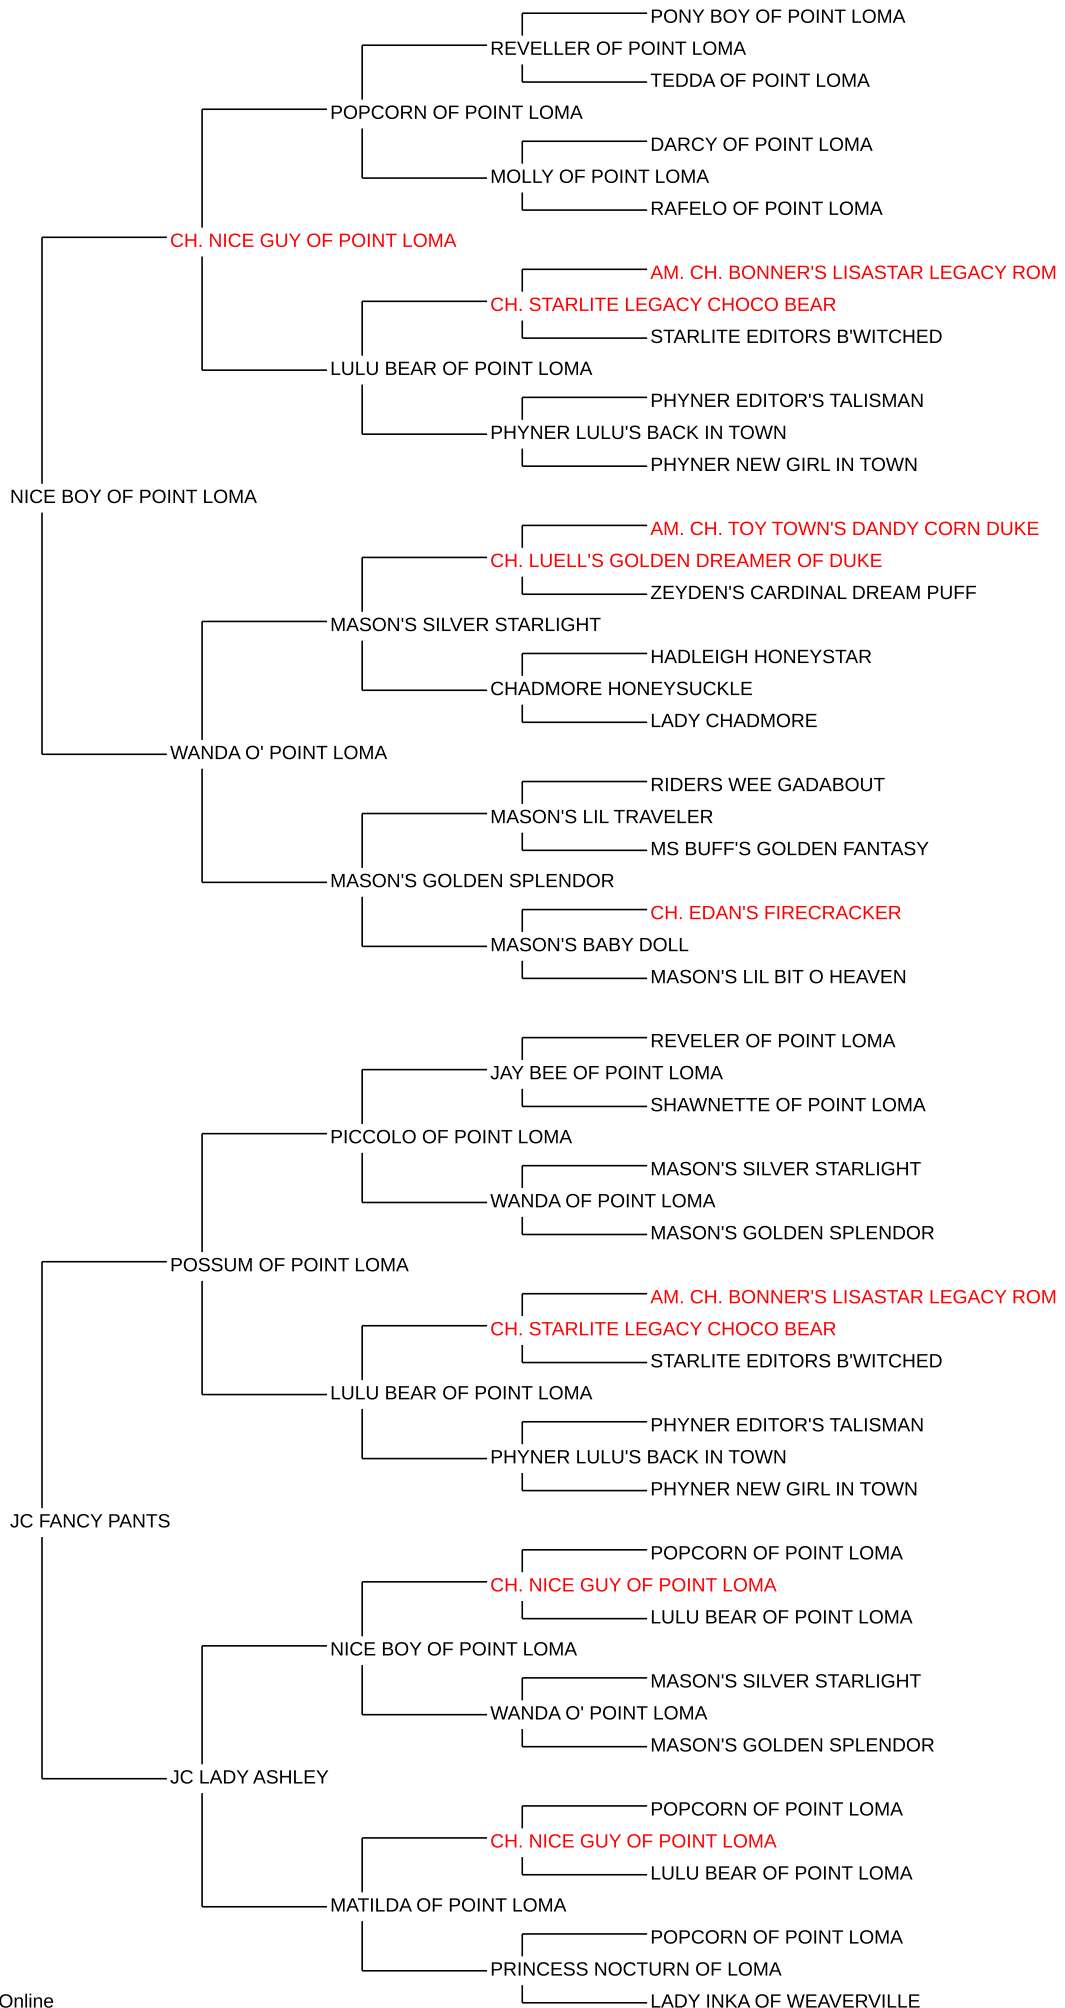 PONY BOY OF POINT LOMA
REVELLER OF POINT LOMA
TEDDA OF POINT LOMA
POPCORN OF POINT LOMA
DARCY OF POINT LOMA
MOLLY OF POINT LOMA
RAFELO OF POINT LOMA
CH. NICE GUY OF POINT LOMA
AM. CH. BONNER'S LISASTAR LEGACY ROM
CH. STARLITE LEGACY CHOCO BEAR
STARLITE EDITORS B'WITCHED
LULU BEAR OF POINT LOMA
PHYNER EDITOR'S TALISMAN
PHYNER LULU'S BACK IN TOWN
PHYNER NEW GIRL IN TOWN
NICE BOY OF POINT LOMA
AM. CH. TOY TOWN'S DANDY CORN DUKE
CH. LUELL'S GOLDEN DREAMER OF DUKE
ZEYDEN'S CARDINAL DREAM PUFF
MASON'S SILVER STARLIGHT
HADLEIGH HONEYSTAR
CHADMORE HONEYSUCKLE
LADY CHADMORE
WANDA O' POINT LOMA
RIDERS WEE GADABOUT
MASON'S LIL TRAVELER
MS BUFF'S GOLDEN FANTASY
MASON'S GOLDEN SPLENDOR
CH. EDAN'S FIRECRACKER
MASON'S BABY DOLL
MASON'S LIL BIT O HEAVEN
REVELER OF POINT LOMA
JAY BEE OF POINT LOMA
SHAWNETTE OF POINT LOMA
PICCOLO OF POINT LOMA
MASON'S SILVER STARLIGHT
WANDA OF POINT LOMA
MASON'S GOLDEN SPLENDOR
POSSUM OF POINT LOMA
AM. CH. BONNER'S LISASTAR LEGACY ROM
CH. STARLITE LEGACY CHOCO BEAR
STARLITE EDITORS B'WITCHED
LULU BEAR OF POINT LOMA
PHYNER EDITOR'S TALISMAN
PHYNER LULU'S BACK IN TOWN
PHYNER NEW GIRL IN TOWN
JC FANCY PANTS
POPCORN OF POINT LOMA
CH. NICE GUY OF POINT LOMA
LULU BEAR OF POINT LOMA
NICE BOY OF POINT LOMA
MASON'S SILVER STARLIGHT
WANDA O' POINT LOMA
MASON'S GOLDEN SPLENDOR
JC LADY ASHLEY
POPCORN OF POINT LOMA
CH. NICE GUY OF POINT LOMA
LULU BEAR OF POINT LOMA
MATILDA OF POINT LOMA
POPCORN OF POINT LOMA
PRINCESS NOCTURN OF LOMA
LADY INKA OF WEAVERVILLE
Online